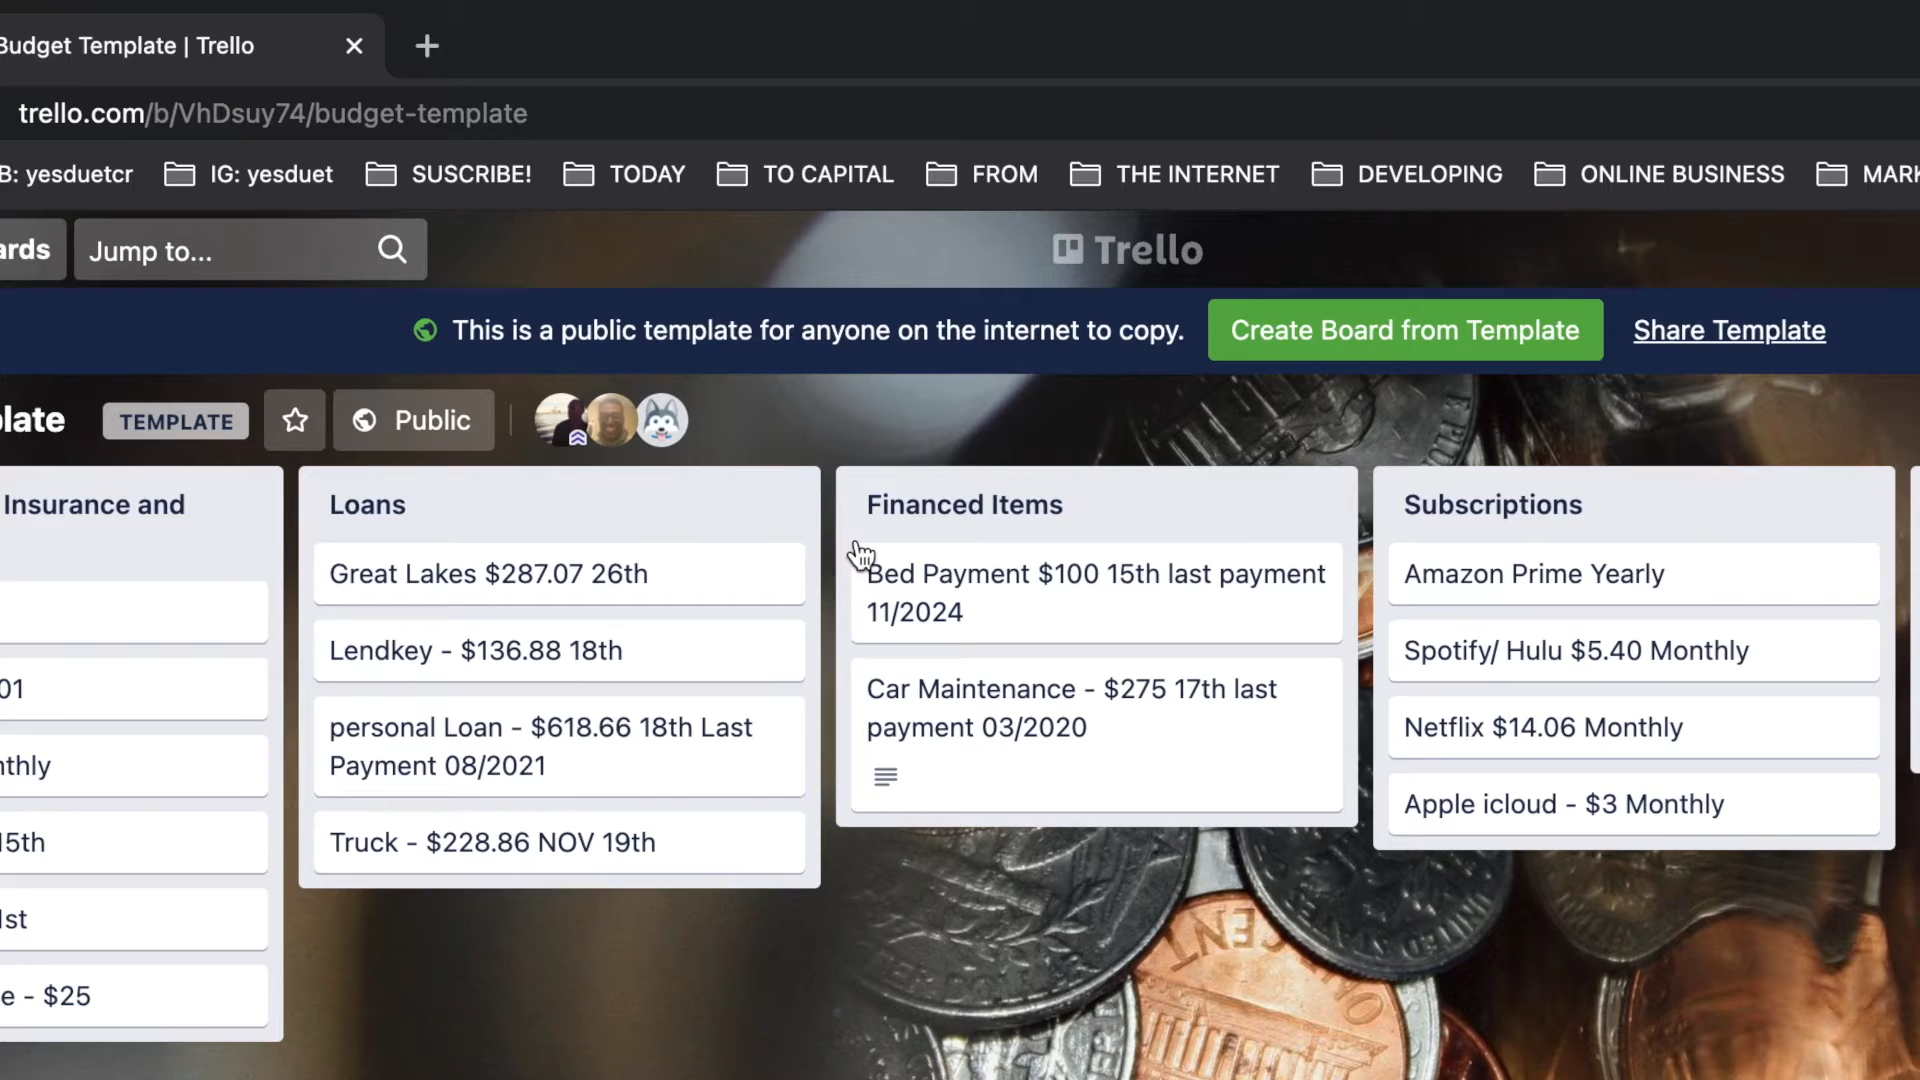 Budget Template | Trello
trello.com/b/VhDsuy74/budget-template
B: yesduetcr
IG: yesduet
SUSCRIBE!
TODAY
TO CAPITAL
FROM
THE INTERNET
DEVELOPING
ONLINE BUSINESS
MARK
ards
Jump to...
Trello
This is a public template for anyone on the internet to copy.
Create Board from Template
Share Template
late
TEMPLATE
Public
Insurance and
01
nthly
15th
1st
e - $25
Loans
Great Lakes $287.07 26th
Lendkey - $136.88 18th
personal Loan - $618.66 18th Last
Payment 08/2021
Truck - $228.86 NOV 19th
Financed Items
Bed Payment $100 15th last payment
11/2024
Car Maintenance - $275 17th last
payment 03/2020
Subscriptions
Amazon Prime Yearly
Spotify/ Hulu $5.40 Monthly
Netflix $14.06 Monthly
Apple icloud - $3 Monthly